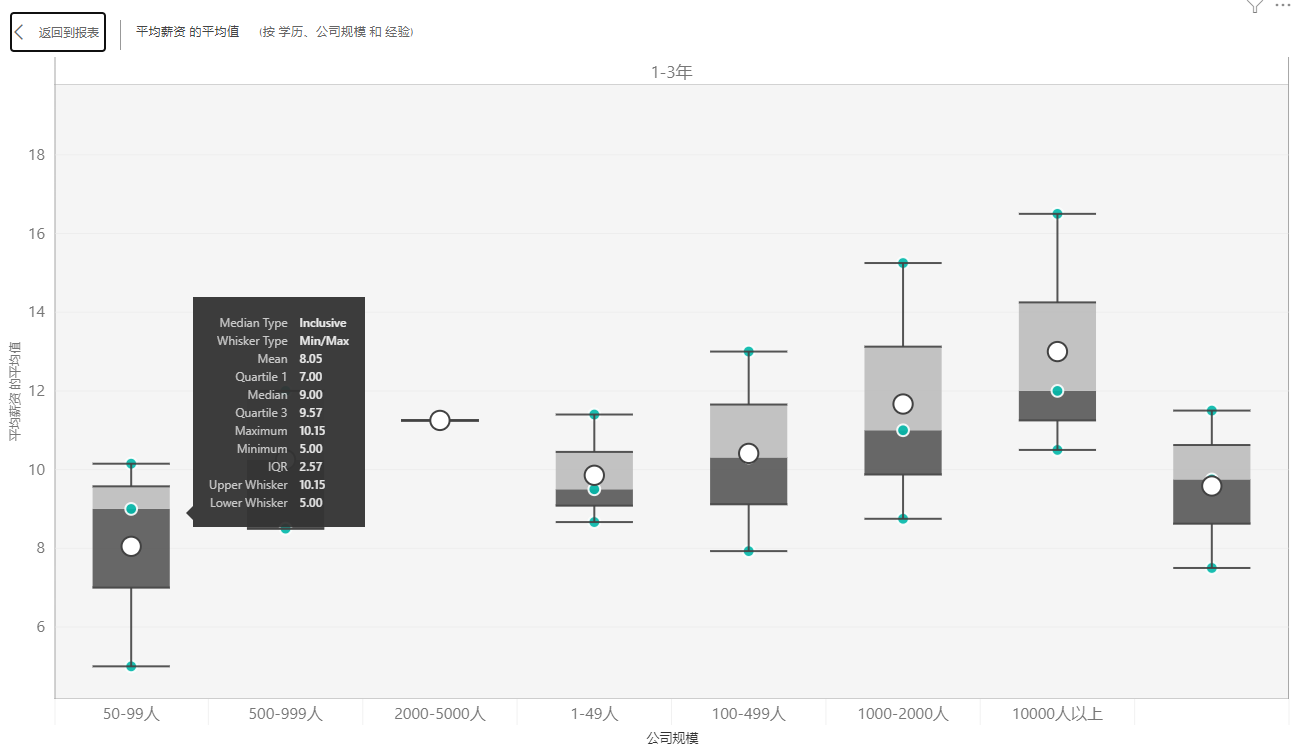 返回到报表
平均薪资 的平均值
(按 学历、公司规模 和 经验)
1-3年
18
16
14
12
10
8
6
平均薪资 的平均值
Median Type Inclusive
Whisker Type Min/Max
Mean 8.05
Quartile 1 7.00
Median 9.00
Quartile 3 9.57
Maximum 10.15
Minimum 5.00
IQR 2.57
Upper Whisker 10.15
Lower Whisker 5.00
50-99人
500-999人
2000-5000人
1-49人
100-499人
1000-2000人
10000人以上
公司规模